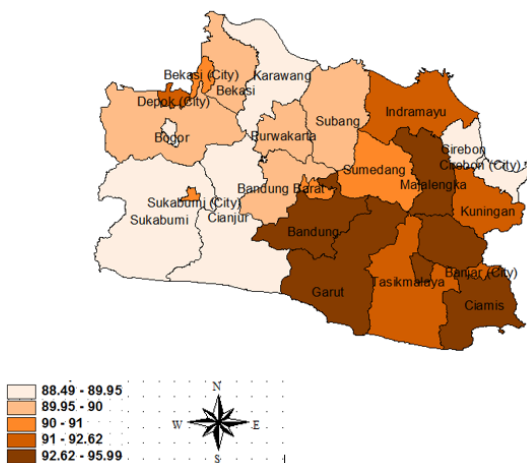 Bekasi (City)
Karawang
Bekasi
Depok (City)
Indramayu
Subang
Bogor
Purwakarta
Cirebon
Cirebon (City)
Sumedang
Majalengka
Bandung Barat
Sukabumi (City)
Kuningan
Sukabumi
Cianjur
Bandung
Banjar (City)
Tasikmalaya
Garut
Ciamis
88.49 - 89.95
89.95 - 90
90 - 91
91 - 92.62
92.62 - 95.99
N
W
E
S